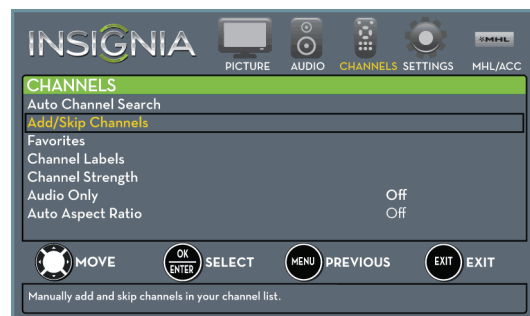 INSIGNIA
PICTURE AUDIO CHANNELS SETTINGS MHL/ACC
MHL
CHANNELS
Auto Channel Search
Add/Skip Channels
Favorites
Channel Labels
Channel Strength
Audio Only Off
Auto Aspect Ratio Off
MOVE OK ENTER SELECT MENU PREVIOUS EXIT EXIT
Manually add and skip channels in your channel list.